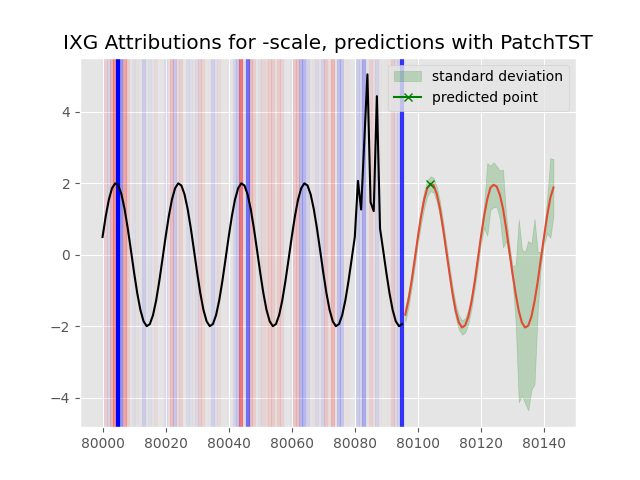 IXG Attributions for -scale, predictions with PatchTST
standard deviation
predicted point
4
2
0
−2
−4
80000 80020 80040 80060 80080 80100 80120 80140